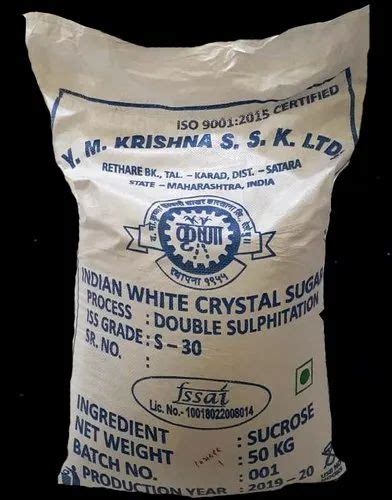 ISO 9001:2015 CERTIFIED
Y. M. KRISHNA S. S. K. LTD.
RETHARE BK., TAL. – KARAD, DIST. – SATARA
STATE – MAHARASHTRA, INDIA
कृष्णा
स्थापना १९५५
INDIAN WHITE CRYSTAL SUGAR
PROCESS : DOUBLE SULPHITATION
ISS GRADE : S – 30
SR. NO. :
fssai
Lic. No.- 10018022008014
INGREDIENT : SUCROSE
NET WEIGHT : 50 KG
BATCH NO. : 001
PRODUCTION YEAR : 2019 – 20